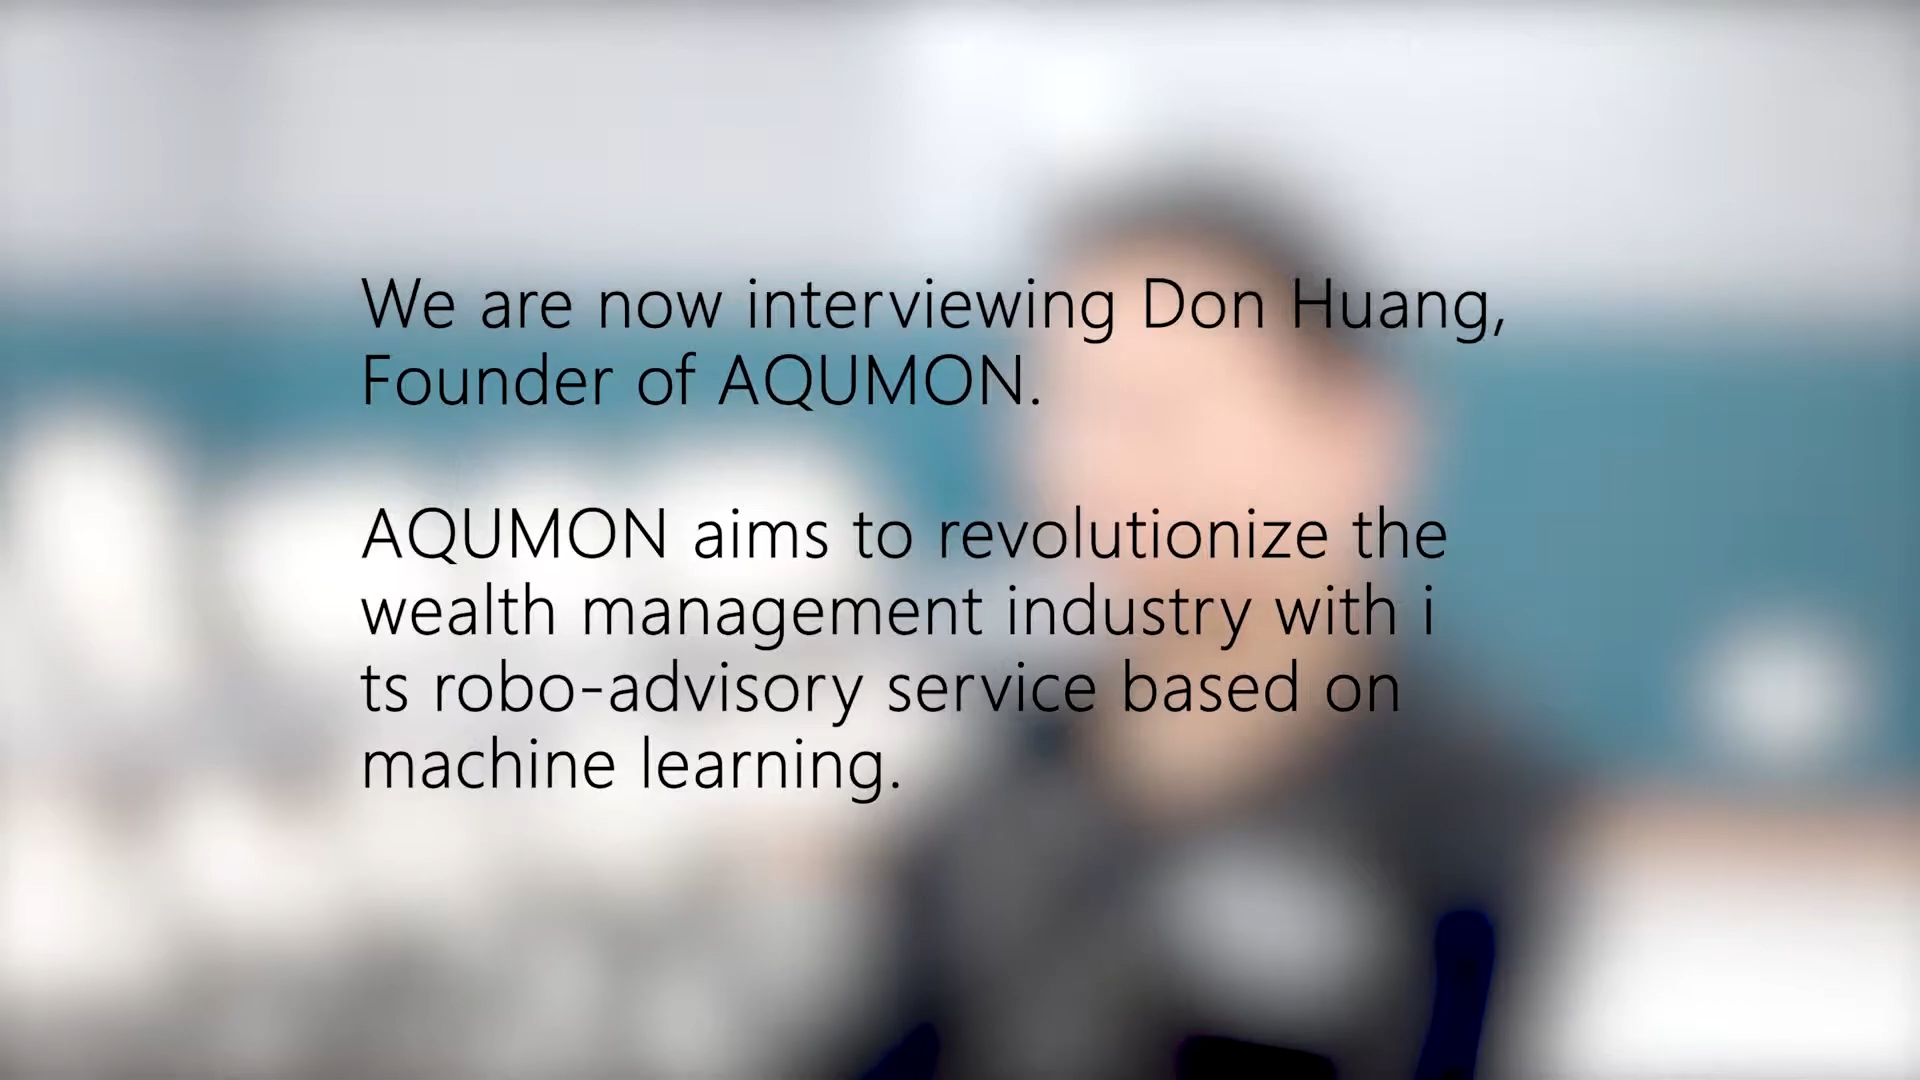 We are now interviewing Don Huang,
Founder of AQUMON.
AQUMON aims to revolutionize the
wealth management industry with i
ts robo-advisory service based on
machine learning.